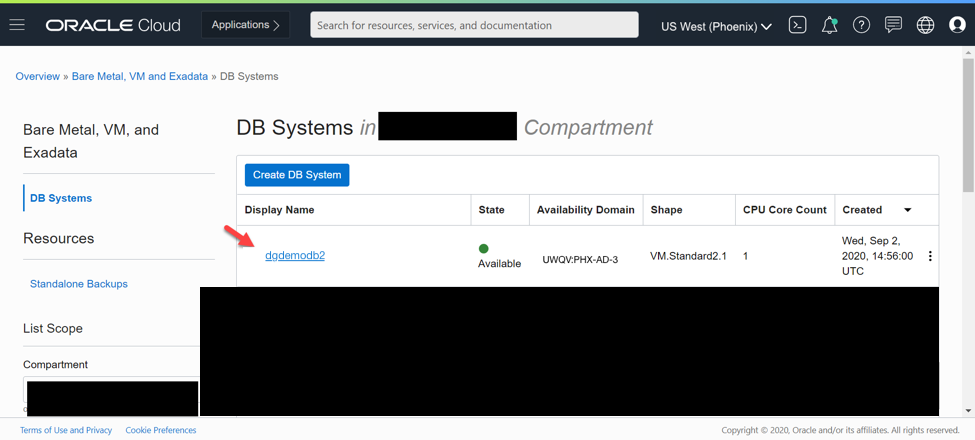 ORACLE Cloud
Applications
Search for resources, services, and documentation
US West (Phoenix)
Overview » Bare Metal, VM and Exadata » DB Systems
Bare Metal, VM, and
Exadata
DB Systems
Resources
Standalone Backups
List Scope
Compartment
DB Systems in
Compartment
Create DB System
Display Name State Availability Domain Shape CPU Core Count Created
dgdemodb2
Available
UWQV:PHX-AD-3
VM.Standard2.1
1
Wed, Sep 2,
2020, 14:56:00
UTC
Terms of Use and Privacy Cookie Preferences
Copyright © 2020, Oracle and/or its affiliates. All rights reserved.